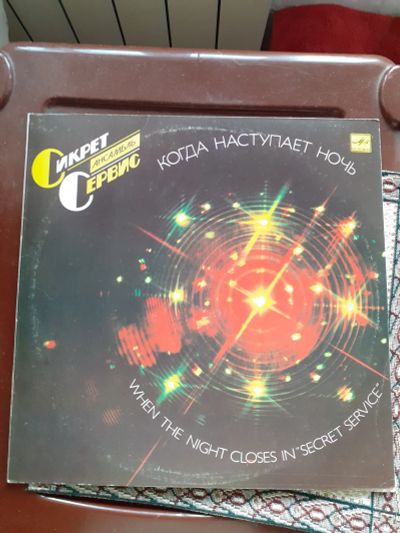 СИКРЕТ
АНСАМБЛЬ
СЕРВИС
КОГДА НАСТУПАЕТ НОЧЬ
WHEN THE NIGHT CLOSES IN "SECRET SERVICE"